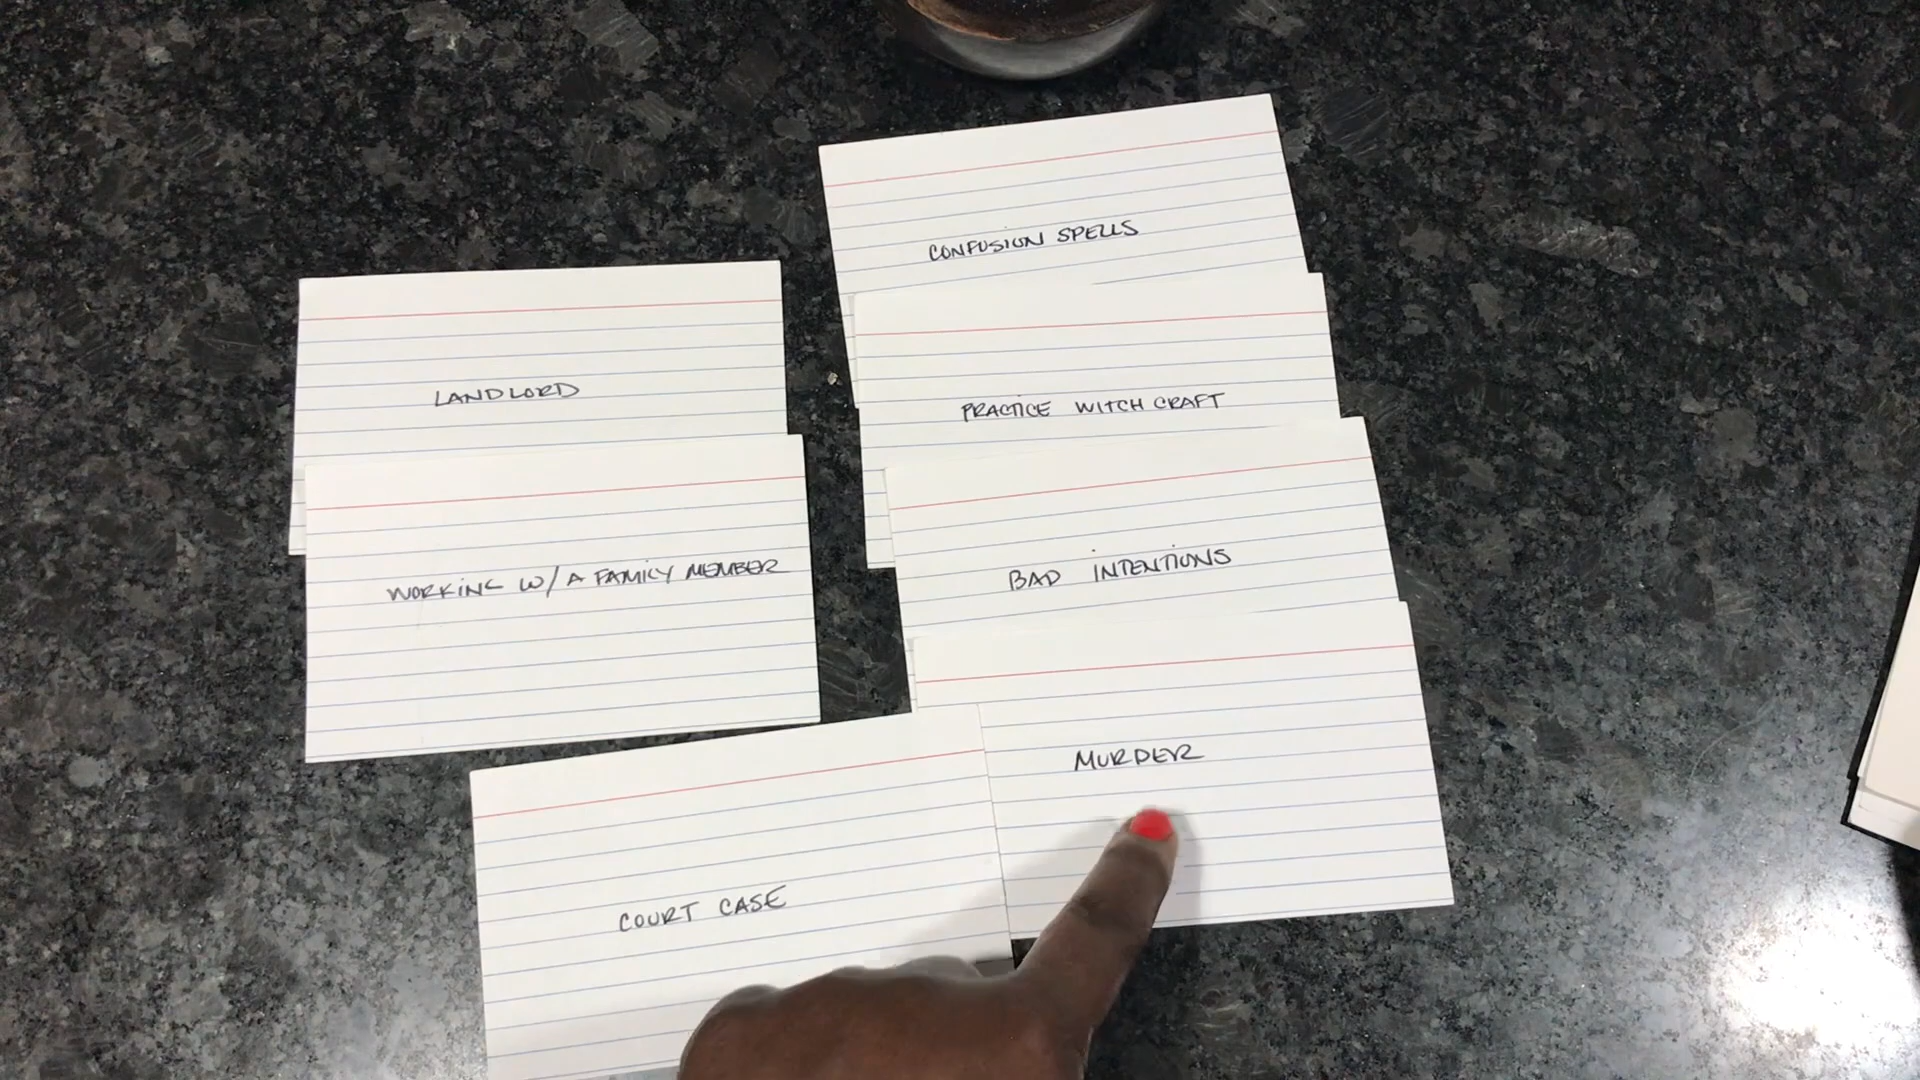 LANDLORD
WORKING W/A FAMILY MEMBER
CONFUSION SPELLS
PRACTICE WITCH CRAFT
BAD INTENTIONS
MURDER
COURT CASE